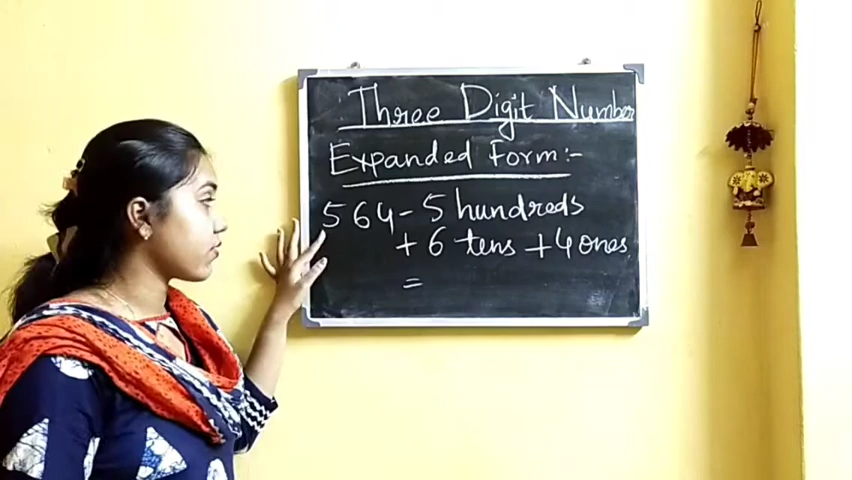 Three Digit Number
Expanded Form:-
564- 5 hundreds
+ 6 tens + 4 ones
=